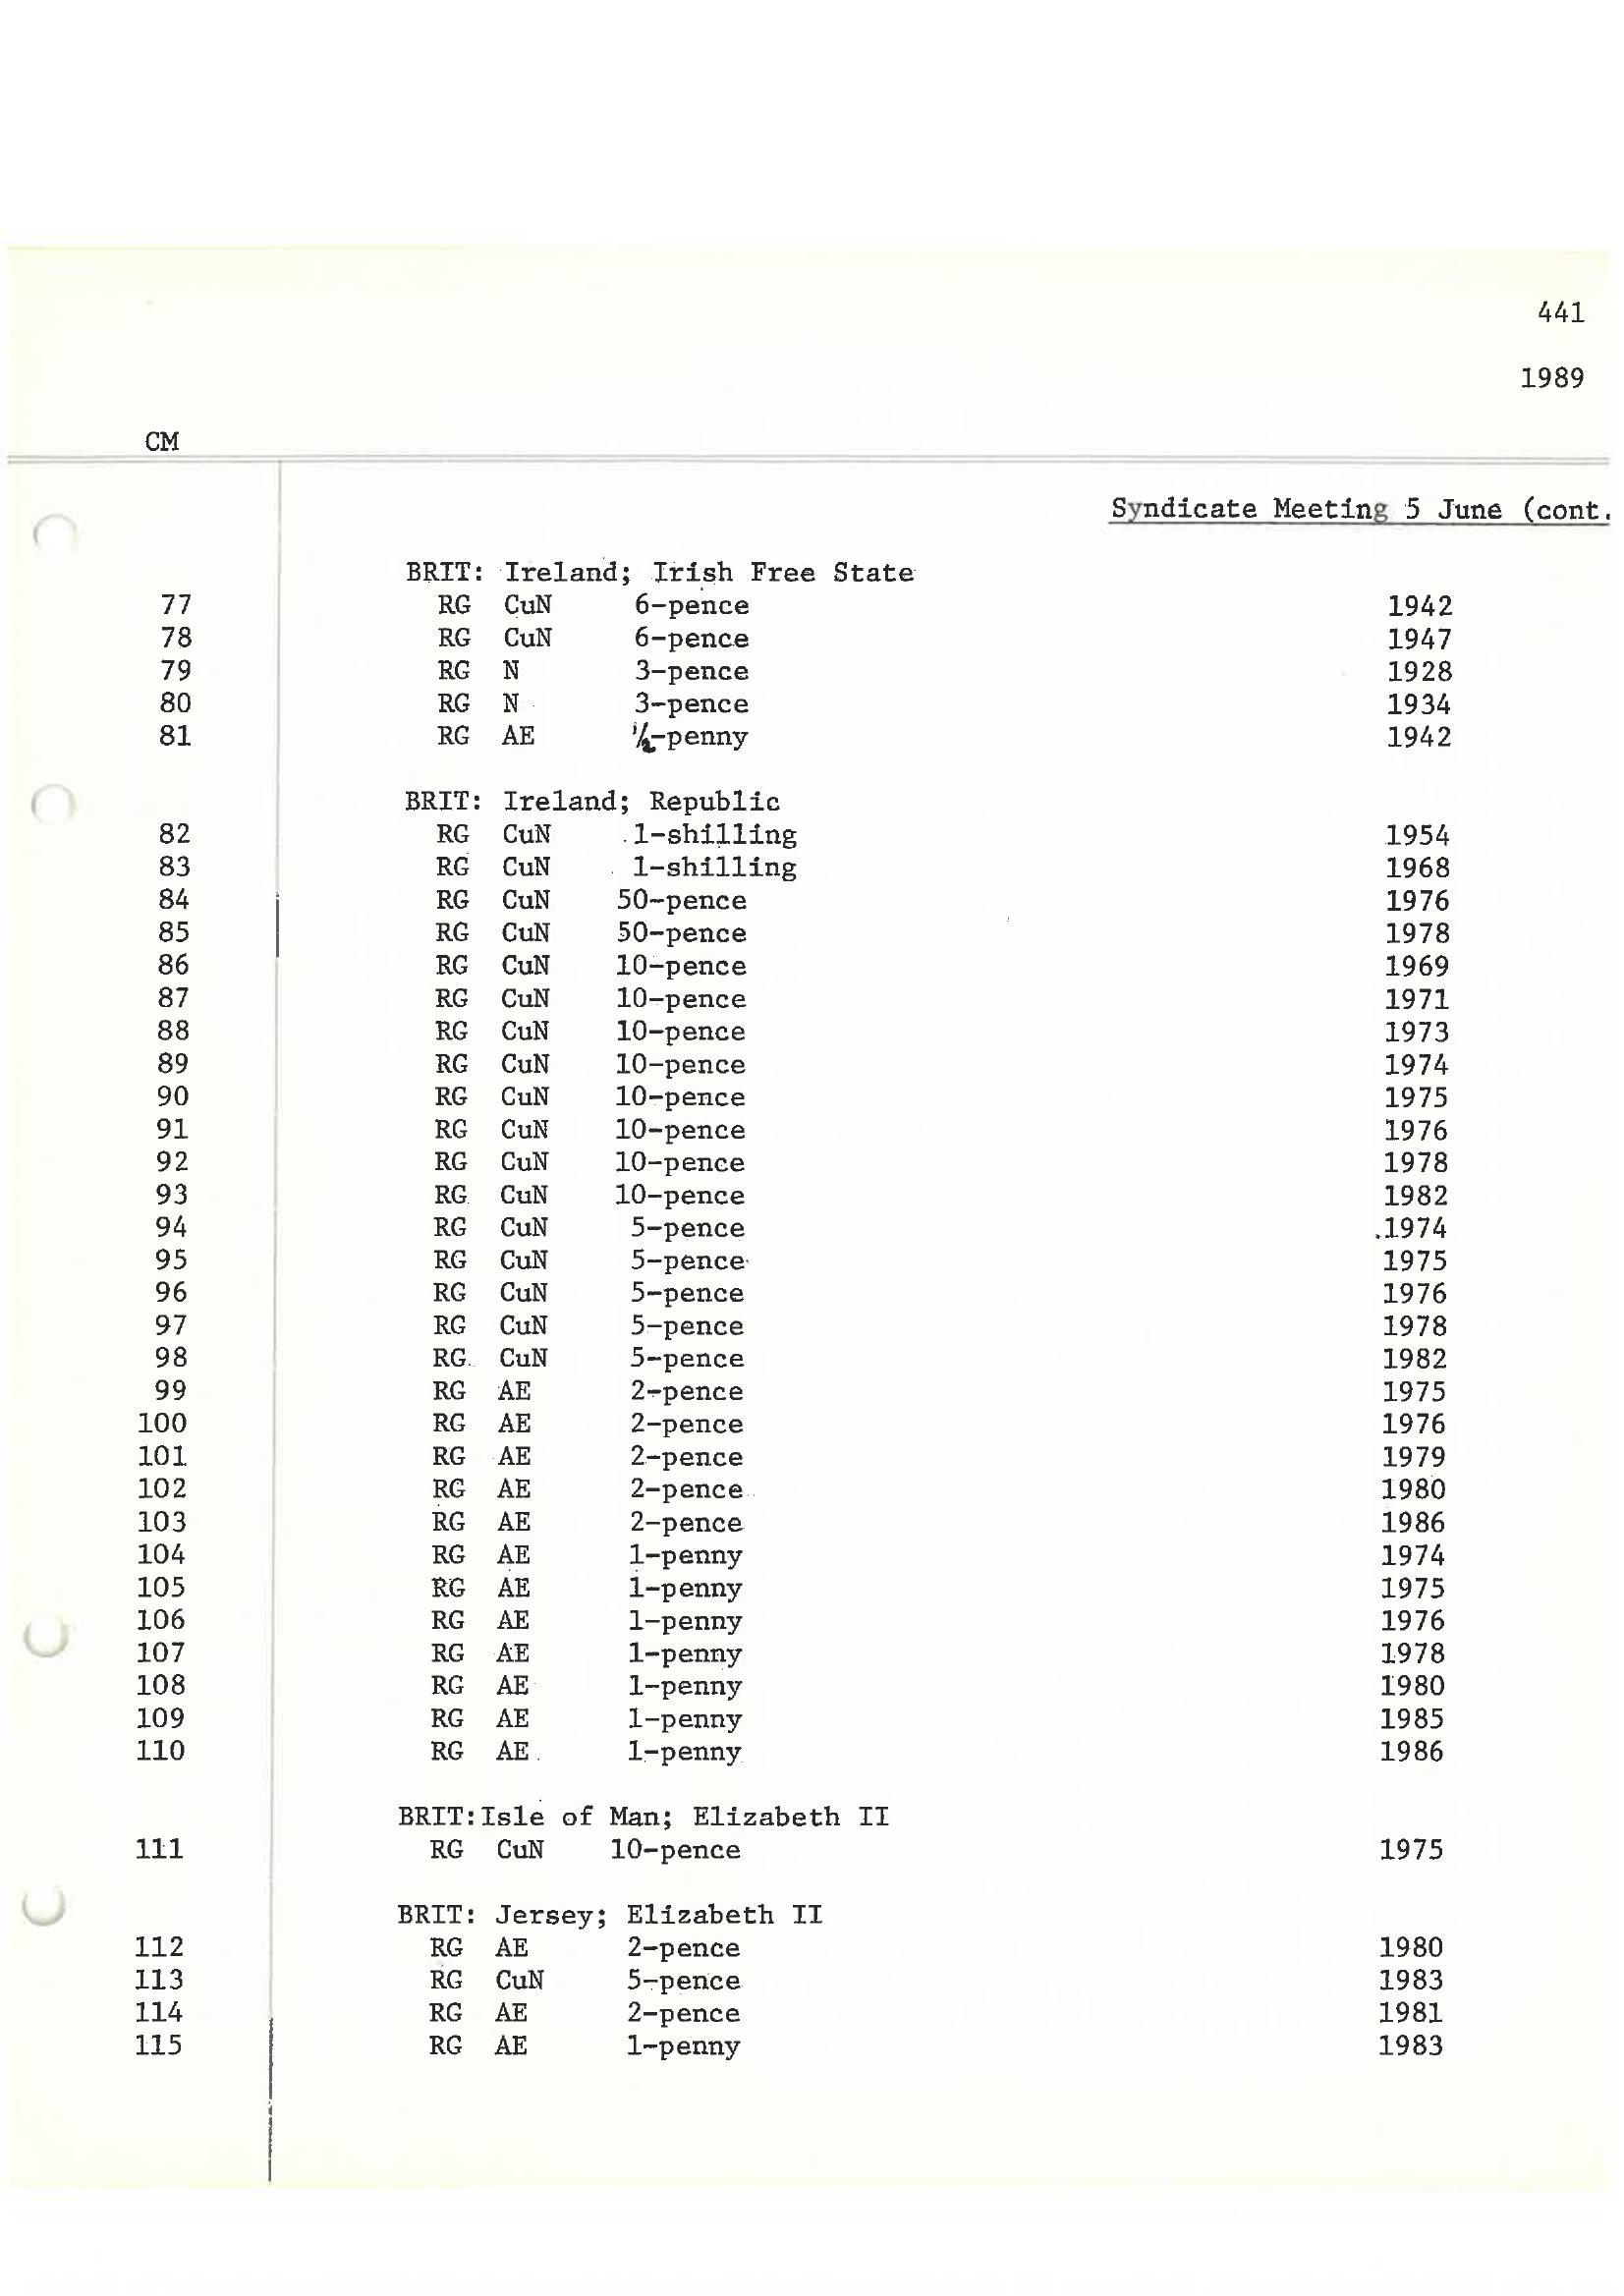 441
1989
CM
Syndicate Meeting 5 June (cont.
BRIT: Ireland; Irish Free State
77 RG CuN 6-pence 1942
78 RG CuN 6-pence 1947
79 RG N 3-pence 1928
80 RG N 3-pence 1934
81 RG AE ½-penny 1942
BRIT: Ireland; Republic
82 RG CuN 1-shilling 1954
83 RG CuN 1-shilling 1968
84 RG CuN 50-pence 1976
85 RG CuN 50-pence 1978
86 RG CuN 10-pence 1969
87 RG CuN 10-pence 1971
88 RG CuN 10-pence 1973
89 RG CuN 10-pence 1974
90 RG CuN 10-pence 1975
91 RG CuN 10-pence 1976
92 RG CuN 10-pence 1978
93 RG CuN 10-pence 1982
94 RG CuN 5-pence 1974
95 RG CuN 5-pence 1975
96 RG CuN 5-pence 1976
97 RG CuN 5-pence 1978
98 RG CuN 5-pence 1982
99 RG AE 2-pence 1975
100 RG AE 2-pence 1976
101 RG AE 2-pence 1979
102 RG AE 2-pence 1980
103 RG AE 2-pence 1986
104 RG AE 1-penny 1974
105 RG AE 1-penny 1975
106 RG AE 1-penny 1976
107 RG AE 1-penny 1978
108 RG AE 1-penny 1980
109 RG AE 1-penny 1985
110 RG AE 1-penny 1986
BRIT:Isle of Man; Elizabeth II
111 RG CuN 10-pence 1975
BRIT: Jersey; Elizabeth II
112 RG AE 2-pence 1980
113 RG CuN 5-pence 1983
114 RG AE 2-pence 1981
115 RG AE 1-penny 1983